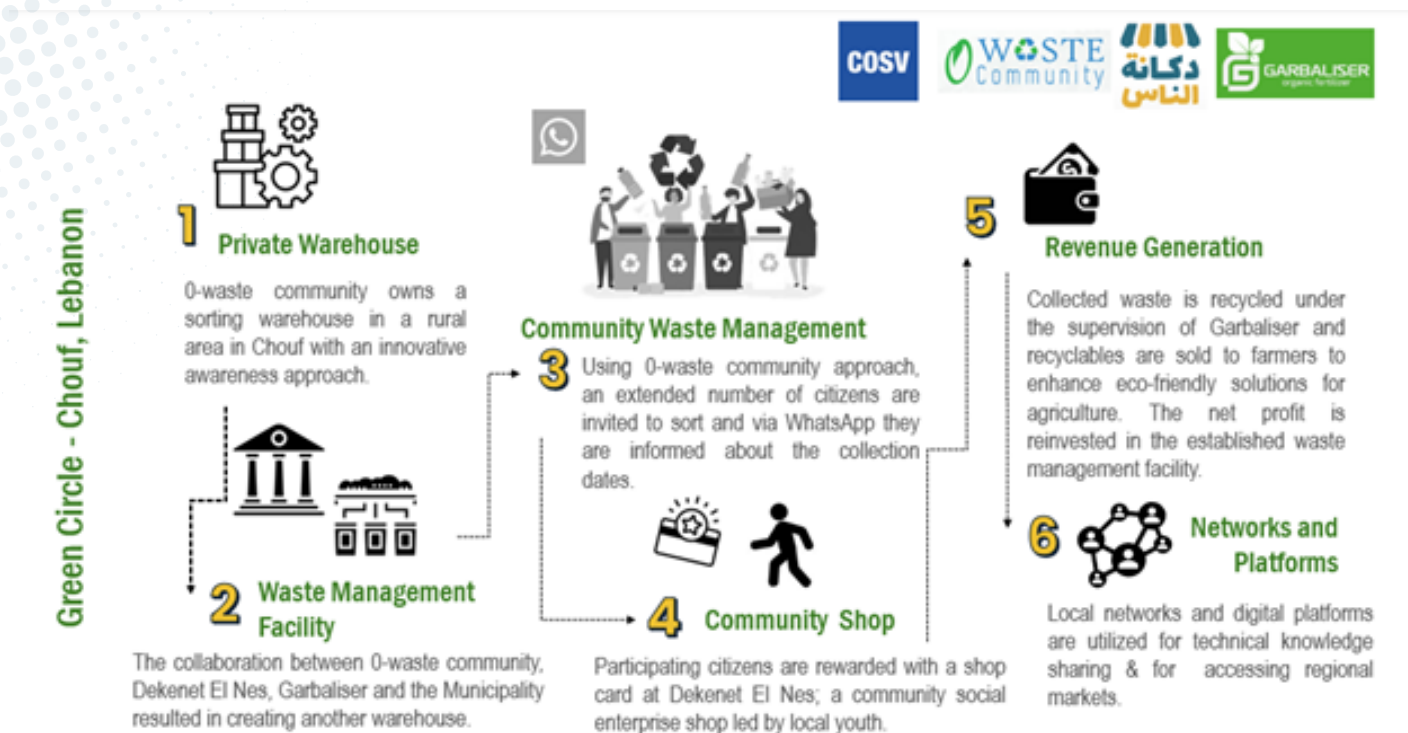 COSV
0 WASTE
Community
دكانة
الناس
GARBALISER
organic fertilizer
Green Circle - Chouf, Lebanon
1
Private Warehouse
0-waste community owns a
sorting warehouse in a rural
area in Chouf with an innovative
awareness approach.
2
Waste Management
Facility
The collaboration between 0-waste community,
Dekenet El Nes, Garbaliser and the Municipality
resulted in creating another warehouse.
Community Waste Management
3
Using 0-waste community approach,
an extended number of citizens are
invited to sort and via WhatsApp they
are informed about the collection
dates.
4
Community Shop
Participating citizens are rewarded with a shop
card at Dekenet El Nes; a community social
enterprise shop led by local youth.
5
Revenue Generation
Collected waste is recycled under
the supervision of Garbaliser and
recyclables are sold to farmers to
enhance eco-friendly solutions for
agriculture. The net profit is
reinvested in the established waste
management facility.
6
Networks and
Platforms
Local networks and digital platforms
are utilized for technical knowledge
sharing & for accessing regional
markets.